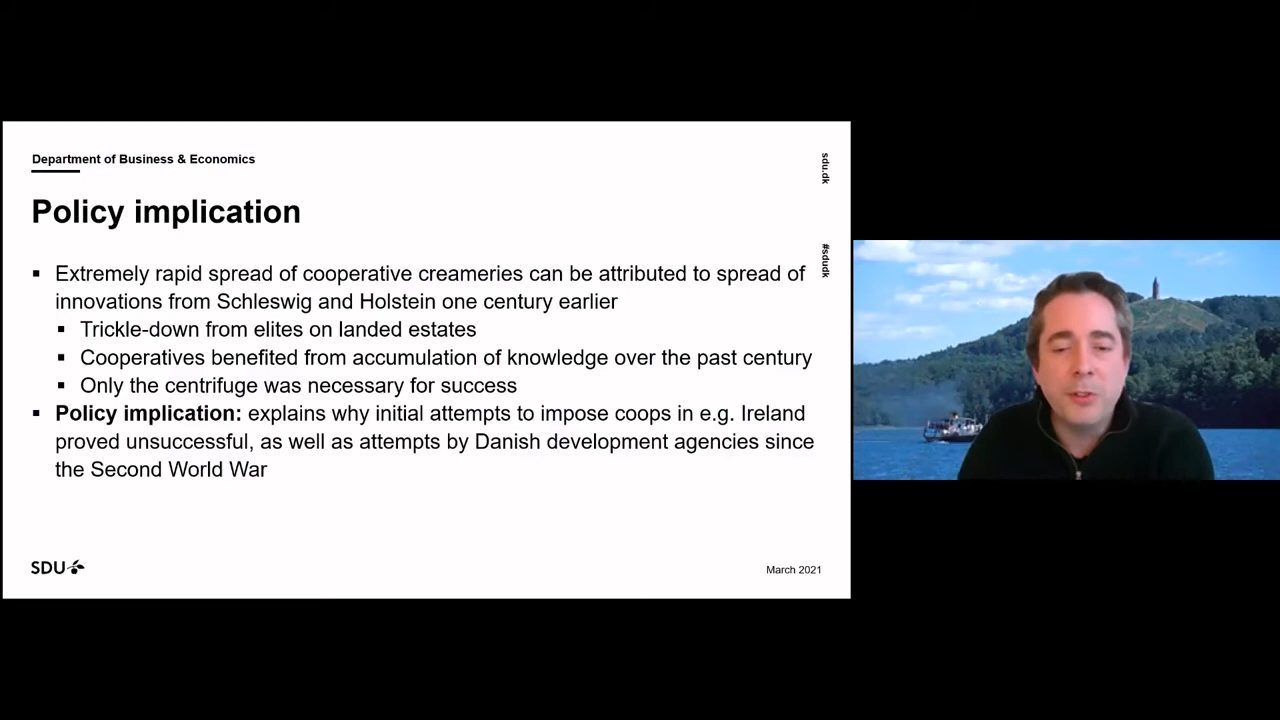 Department of Business & Economics
sdu.dk
#sdudk
Policy implication
▪ Extremely rapid spread of cooperative creameries can be attributed to spread of
innovations from Schleswig and Holstein one century earlier
▪ Trickle-down from elites on landed estates
▪ Cooperatives benefited from accumulation of knowledge over the past century
▪ Only the centrifuge was necessary for success
▪ Policy implication: explains why initial attempts to impose coops in e.g. Ireland
proved unsuccessful, as well as attempts by Danish development agencies since
the Second World War
SDU
March 2021